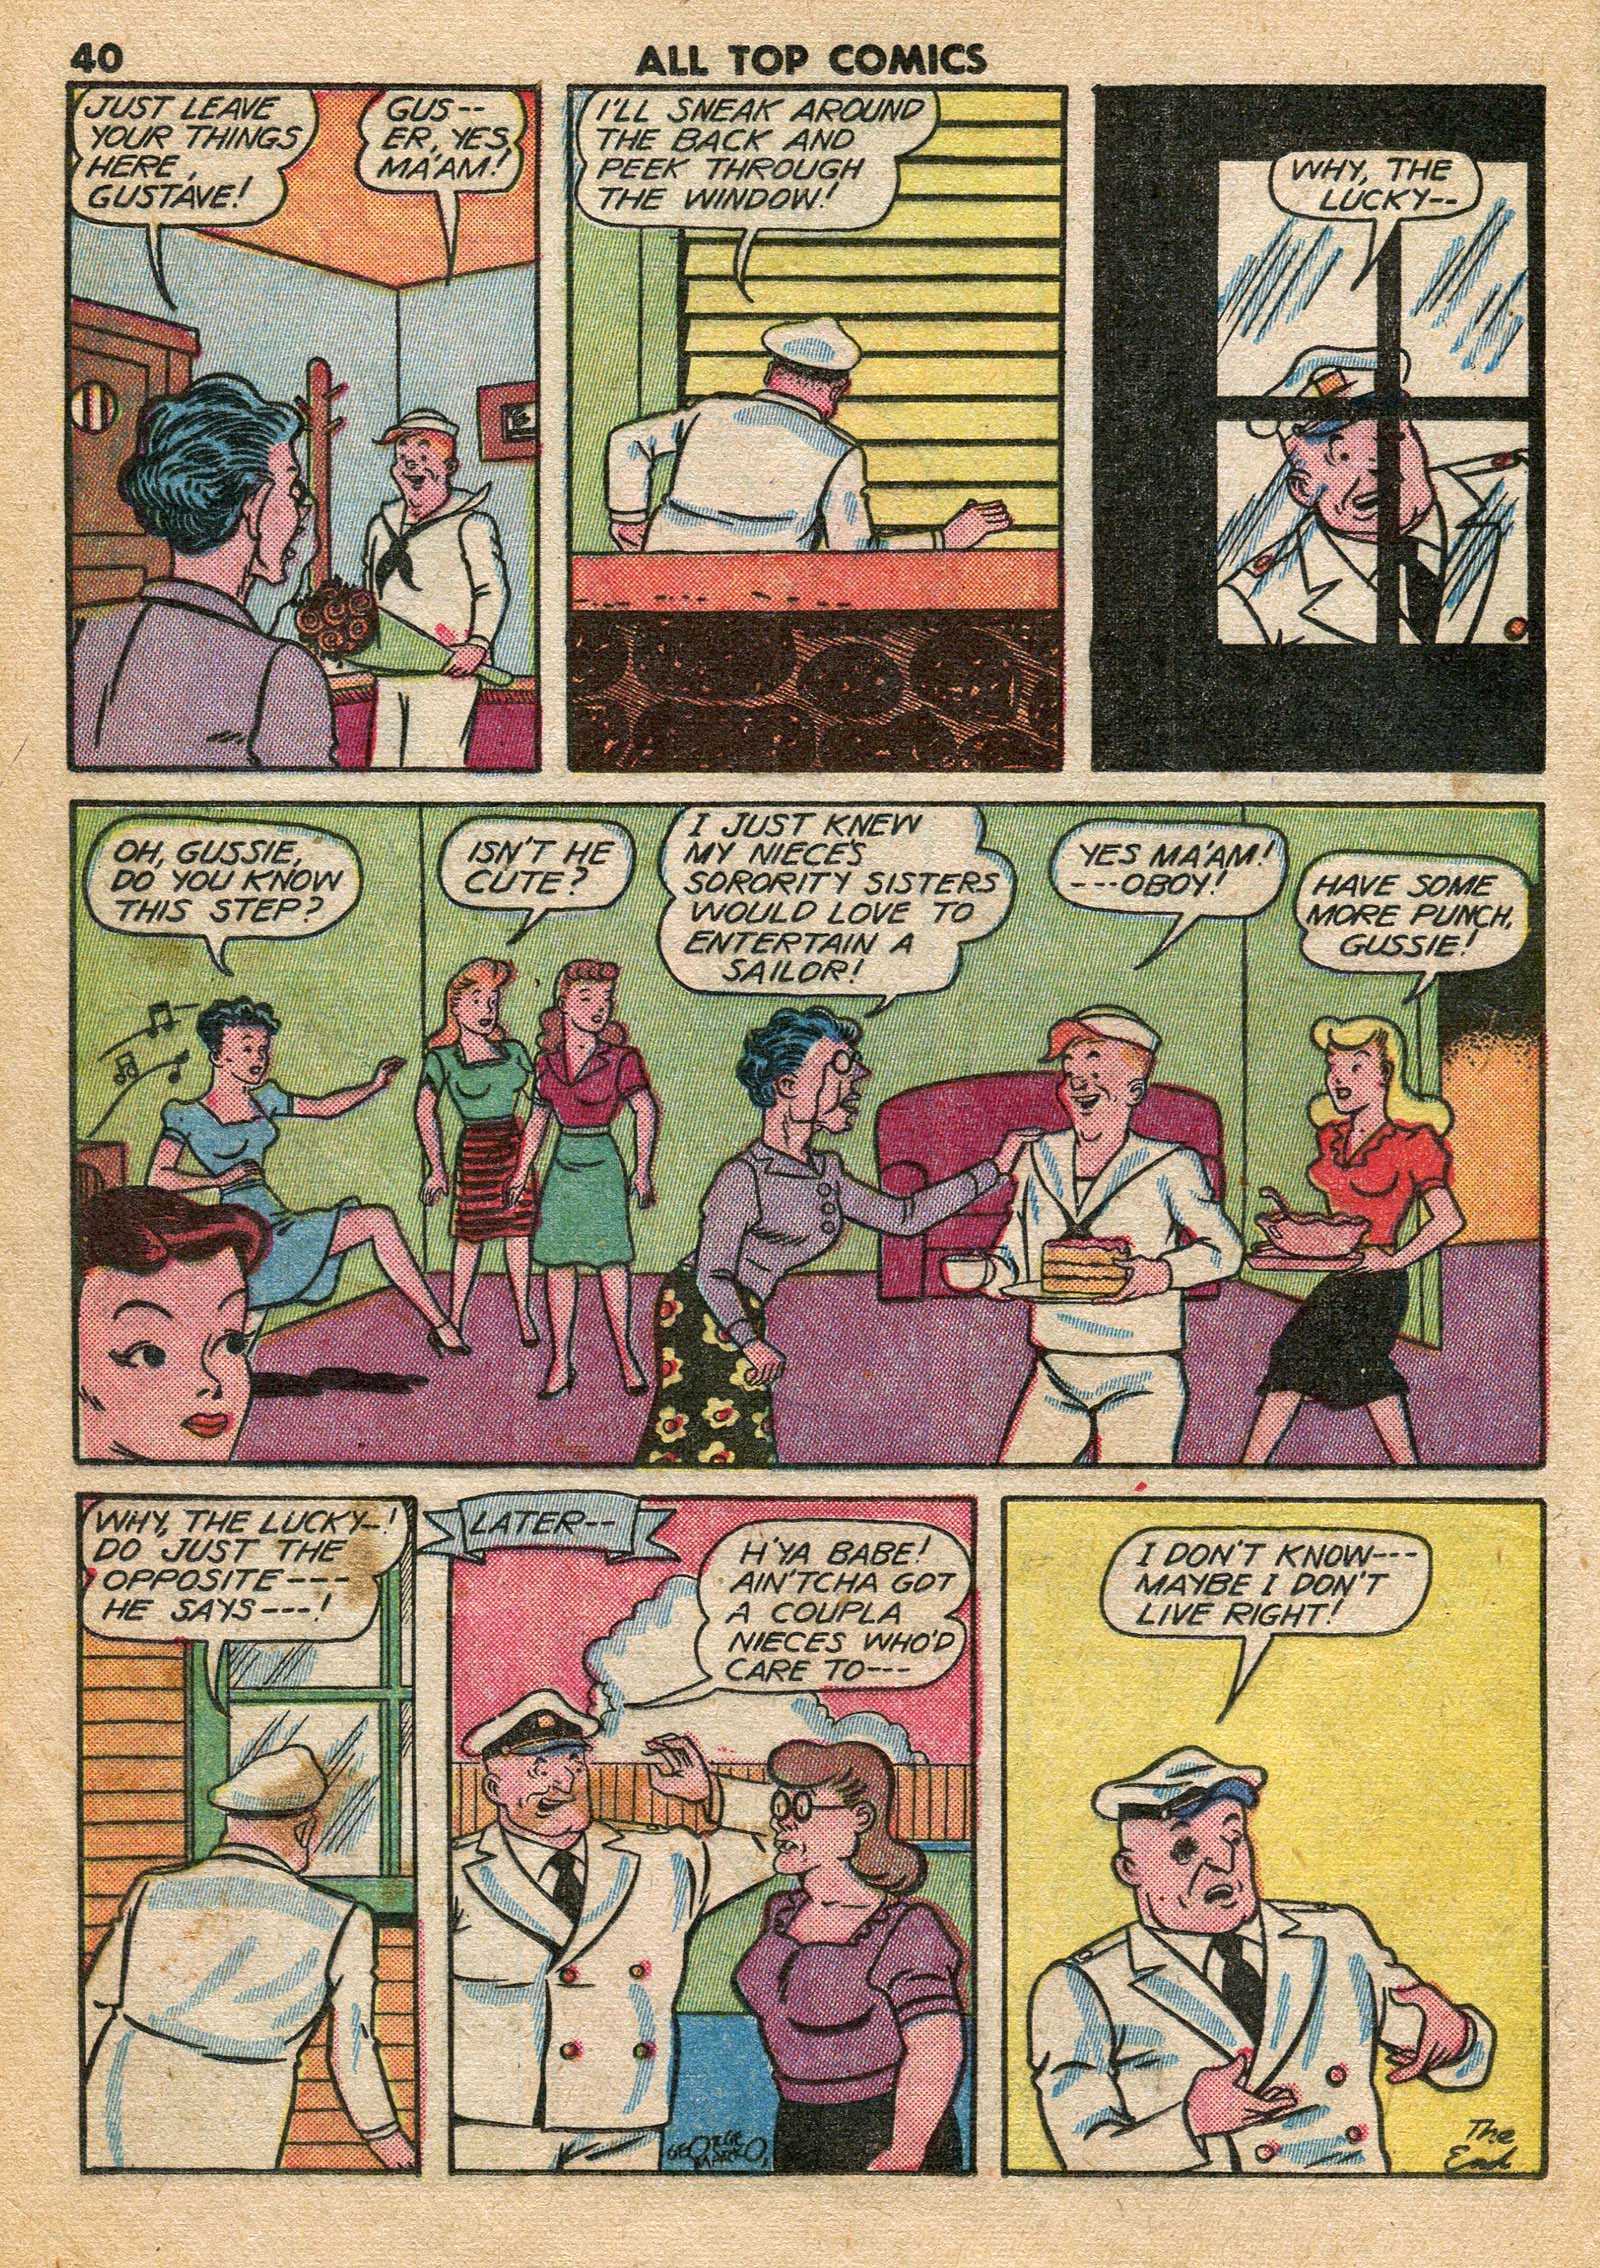 40
ALL TOP COMICS
JUST LEAVE
YOUR THINGS
HERE,
GUSTAVE!
GUS--
ER, YES,
MA'AM!
I'LL SNEAK AROUND
THE BACK AND
PEEK THROUGH
THE WINDOW!
WHY, THE
LUCKY--
OH, GUSSIE,
DO YOU KNOW
THIS STEP?
ISN'T HE
CUTE?
I JUST KNEW
MY NIECE'S
SORORITY SISTERS
WOULD LOVE TO
ENTERTAIN A
SAILOR!
YES MA'AM!
---OBOY!
HAVE SOME
MORE PUNCH,
GUSSIE!
WHY, THE LUCKY--!
DO JUST THE
OPPOSITE----
HE SAYS---!
LATER--
H'YA BABE!
AIN'TCHA GOT
A COUPLA
NIECES WHO'D
CARE TO---
GEORGE
I DON'T KNOW---
MAYBE I DON'T
LIVE RIGHT!
The
End